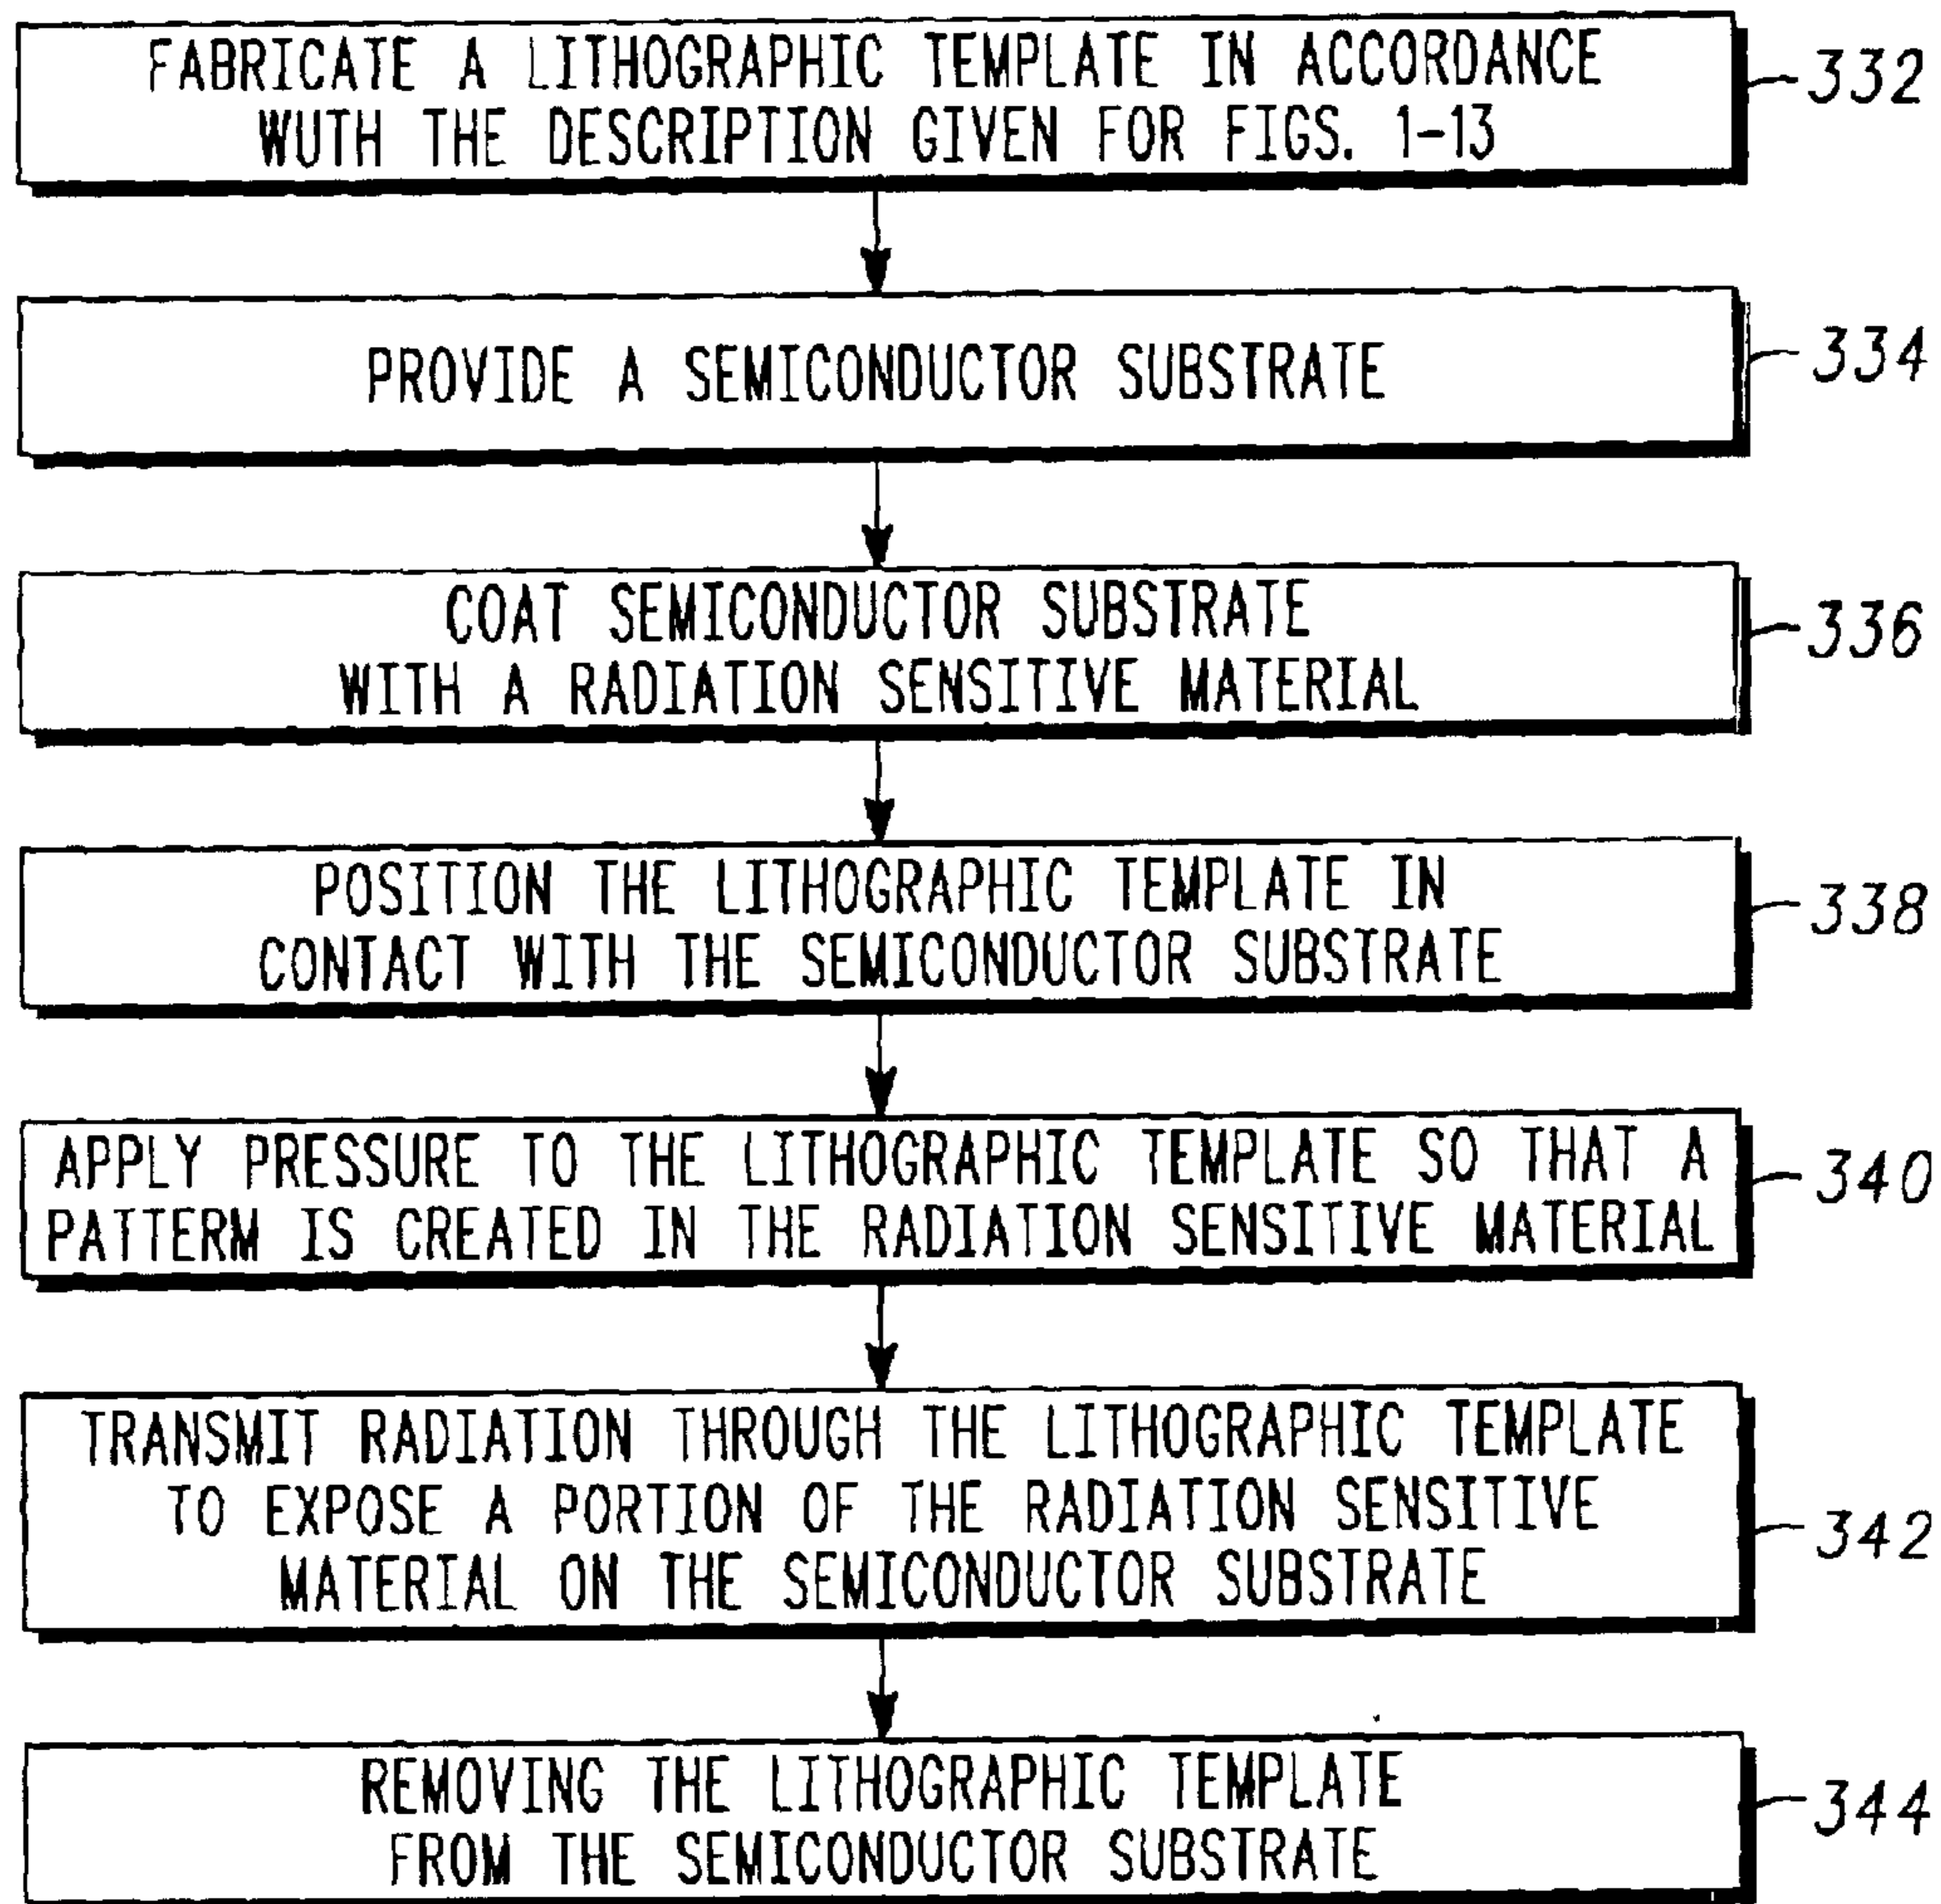 FABRICATE A LITHOGRAPHIC TEMPLATE IN ACCORDANCE
WUTH THE DESCRIPTION GIVEN FOR FIGS. 1-13
332
PROVIDE A SEMICONDUCTOR SUBSTRATE
334
COAT SEMICONDUCTOR SUBSTRATE
WITH A RADIATION SENSITIVE MATERIAL
336
POSITION THE LITHOGRAPHIC TEMPLATE IN
CONTACT WITH THE SEMICONDUCTOR SUBSTRATE
338
APPLY PRESSURE TO THE LITHOGRAPHIC TEMPLATE SO THAT A
PATTERM IS CREATED IN THE RADIATION SENSITIVE MATERIAL
340
TRANSMIT RADIATION THROUGH THE LITHOGRAPHIC TEMPLATE
TO EXPOSE A PORTION OF THE RADIATION SENSITIVE
MATERIAL ON THE SEMICONDUCTOR SUBSTRATE
342
REMOVING THE LITHOGRAPHIC TEMPLATE
FROM THE SEMICONDUCTOR SUBSTRATE
344